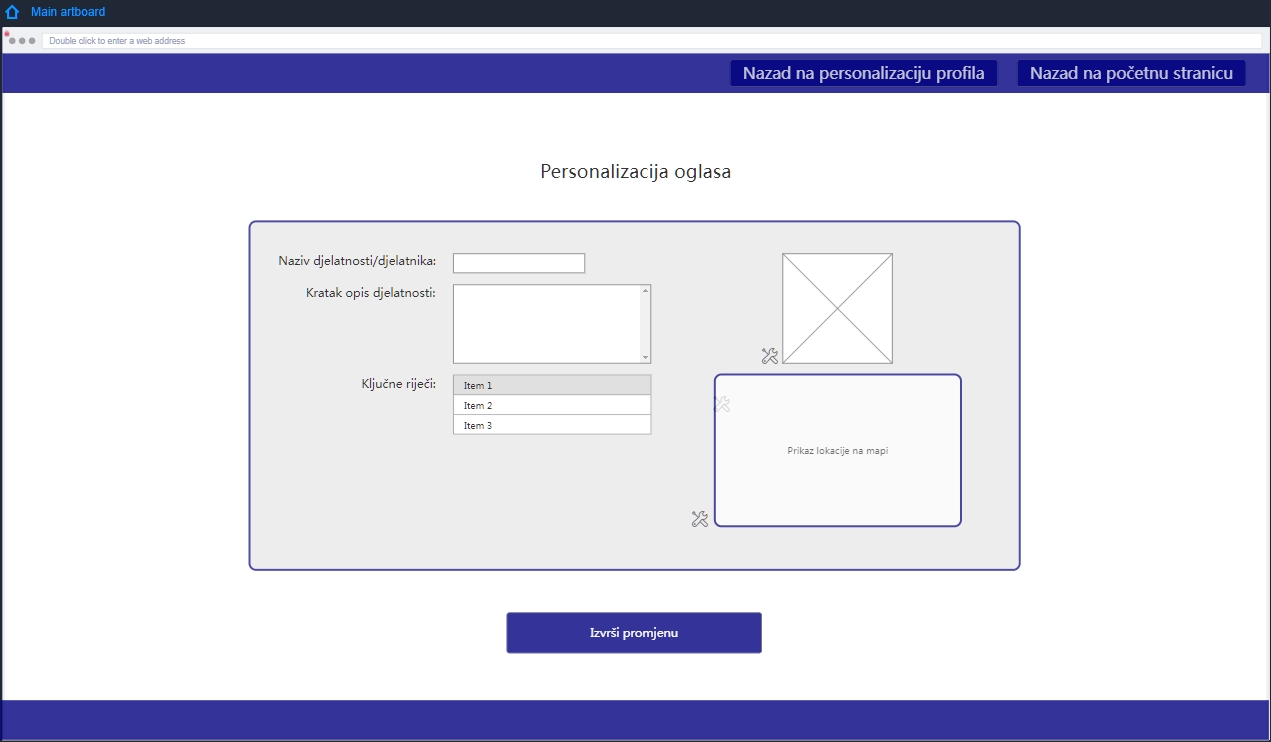 Main artboard
Double click to enter a web address
Nazad na personalizaciju profila
Nazad na početnu stranicu
Personalizacija oglasa
Naziv djelatnosti/djelatnika:
Kratak opis djelatnosti:
Ključne riječi:
Item 1
Item 2
Item 3
Prikaz lokacije na mapi
Izvrši promjenu